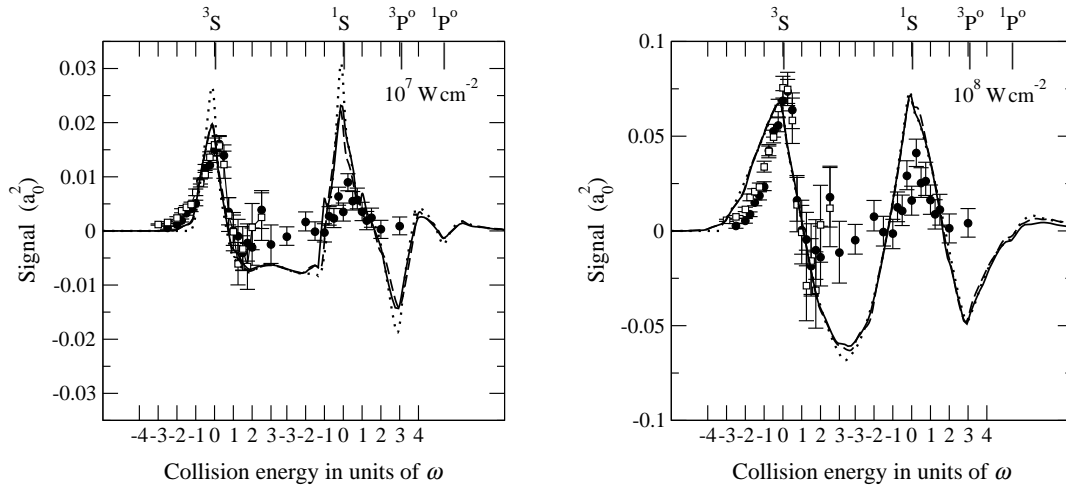 ³S ¹S ³Pᵒ ¹Pᵒ
10⁷ W cm⁻²
0.03
0.02
0.01
0
-0.01
-0.02
-0.03
Signal (a₀²)
-4 -3 -2 -1 0 1 2 3 -2 -1 0 1 2 3 4
Collision energy in units of ω
³S ¹S ³Pᵒ ¹Pᵒ
10⁸ W cm⁻²
0.1
0.05
0
-0.05
-0.1
Signal (a₀²)
-4 -3 -2 -1 0 1 2 3 -2 -1 0 1 2 3 4
Collision energy in units of ω